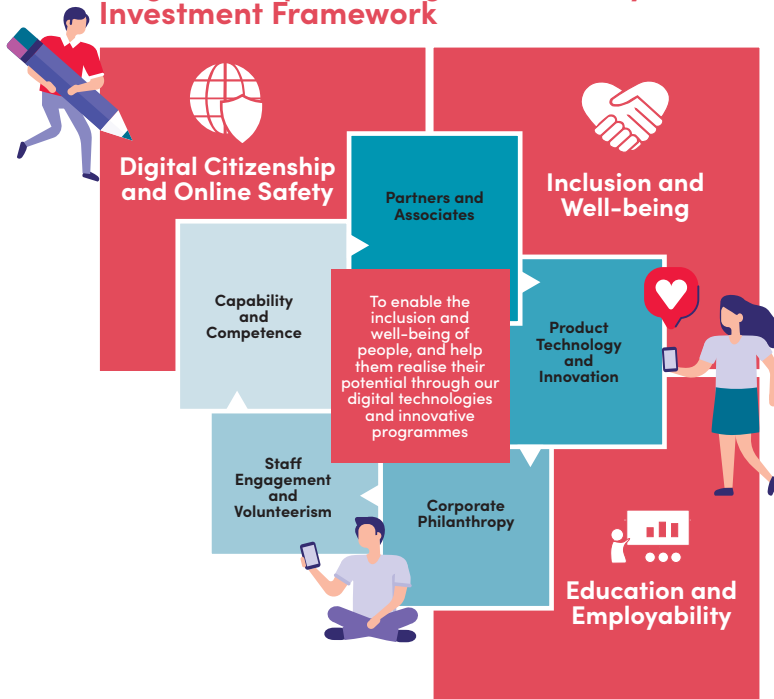 Investment Framework
Digital Citizenship
and Online Safety
Inclusion and
Well-being
Partners and
Associates
Capability
and
Competence
To enable the
inclusion and
well-being of
people, and help
them realise their
potential through our
digital technologies
and innovative
programmes
Product
Technology
and
Innovation
Staff
Engagement
and
Volunteerism
Corporate
Philanthropy
Education and
Employability